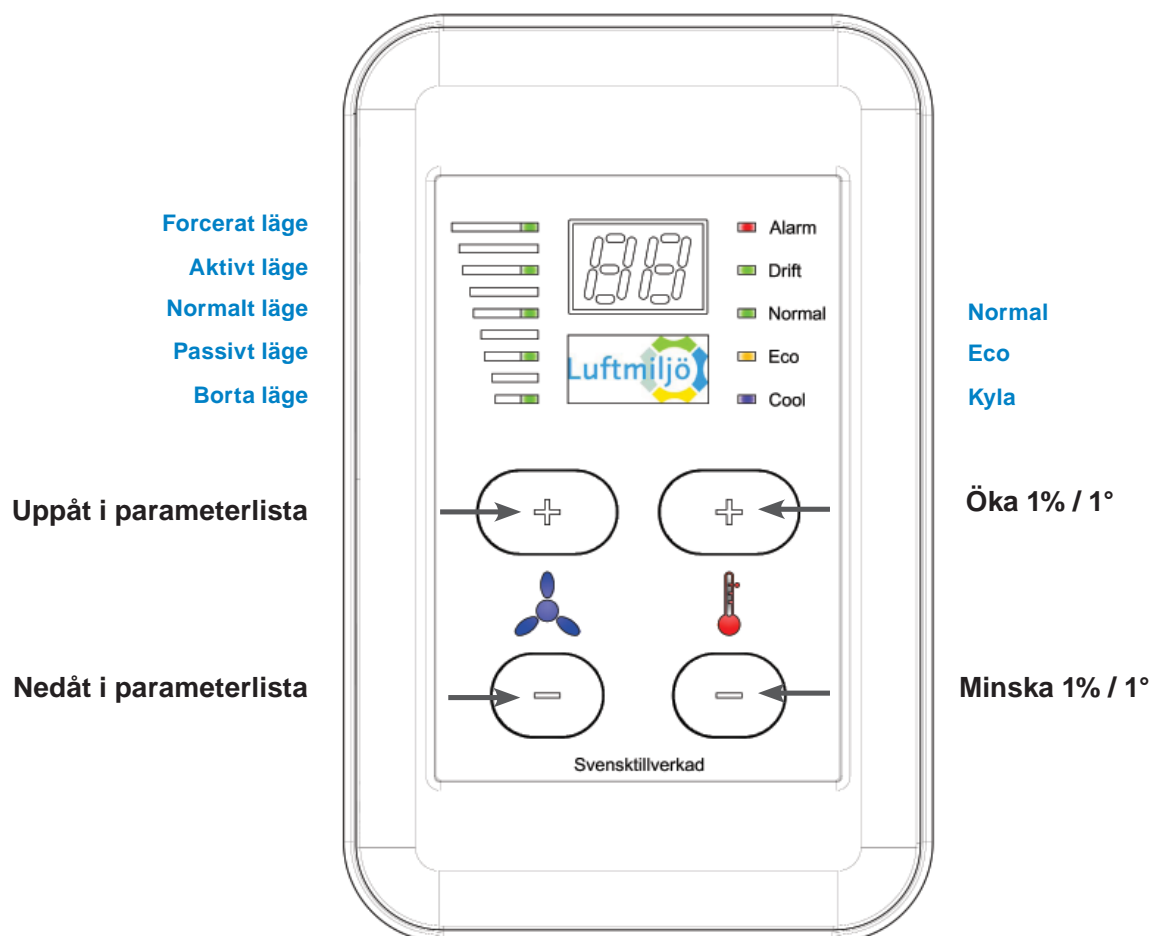 Forcerat läge
Aktivt läge
Normalt läge
Passivt läge
Borta läge
88
Alarm
Drift
Normal
Eco
Cool
Luftmiljö
Normal
Eco
Kyla
Uppåt i parameterlista
Öka 1% / 1°
Nedåt i parameterlista
Minska 1% / 1°
Svensktillverkad